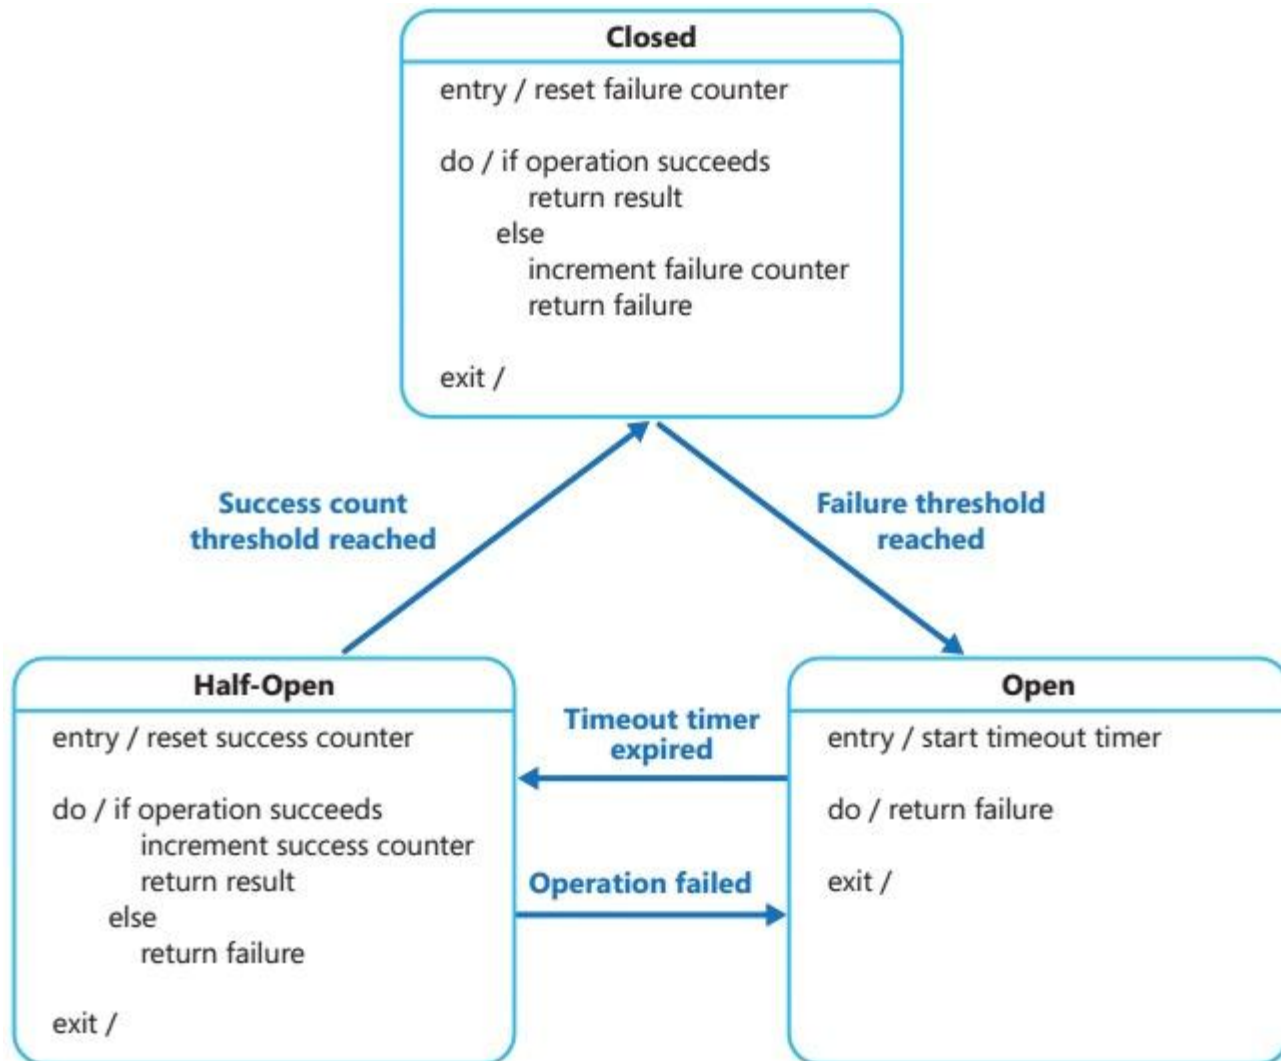 Closed
entry / reset failure counter
do / if operation succeeds
return result
else
increment failure counter
return failure
exit /
Success count
threshold reached
Failure threshold
reached
Half-Open
entry / reset success counter
do / if operation succeeds
increment success counter
return result
else
return failure
exit /
Timeout timer
expired
Operation failed
Open
entry / start timeout timer
do / return failure
exit /